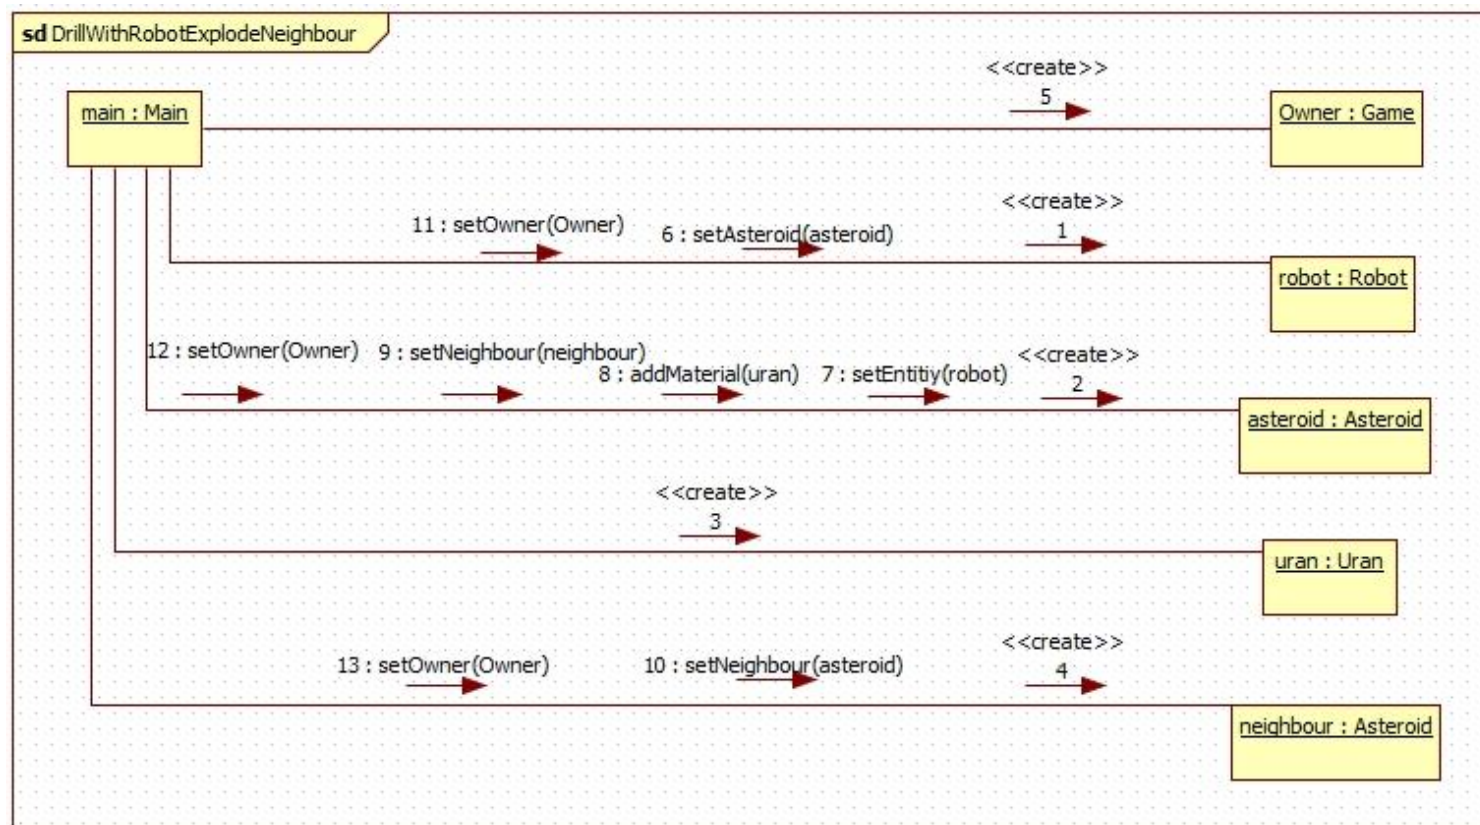 sd DrillWithRobotExplodeNeighbour
<<create>>
5
main : Main
Owner : Game
<<create>>
11 : setOwner(Owner)
6 : setAsteroid(asteroid)
1
robot : Robot
12 : setOwner(Owner)
9 : setNeighbour(neighbour)
<<create>>
8 : addMaterial(uran)
7 : setEntitiy(robot)
2
asteroid : Asteroid
<<create>>
3
uran : Uran
<<create>>
13 : setOwner(Owner)
10 : setNeighbour(asteroid)
4
neighbour : Asteroid